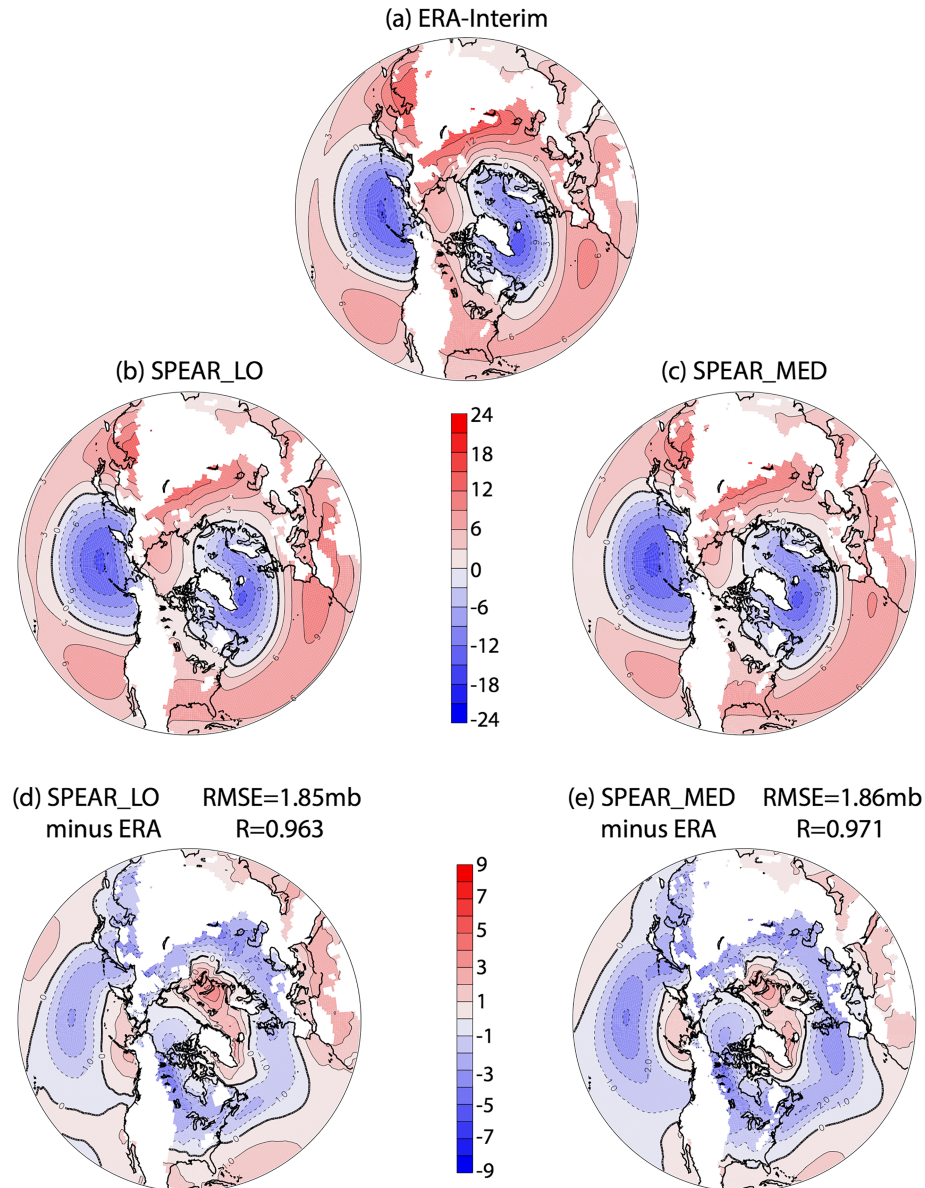 (a) ERA-Interim
(b) SPEAR_LO
(c) SPEAR_MED
24
18
12
6
0
-6
-12
-18
-24
(d) SPEAR_LO RMSE=1.85mb
minus ERA R=0.963
(e) SPEAR_MED RMSE=1.86mb
minus ERA R=0.971
9
7
5
3
1
-1
-3
-5
-7
-9